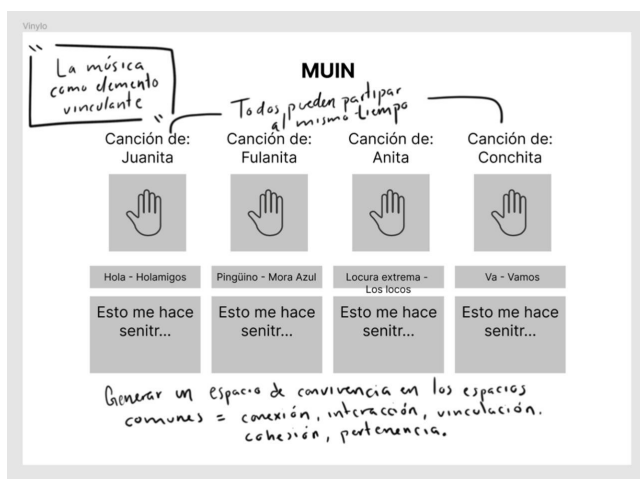 Vinylo
"La música
como elemento
vinculante"
MUIN
Todos pueden partipar
al mismo tiempo
Canción de:
Juanita
Canción de:
Fulanita
Canción de:
Anita
Canción de:
Conchita
Hola - Holamigos
Pingüino - Mora Azul
Locura extrema -
Los locos
Va - Vamos
Esto me hace
senitr...
Esto me hace
senitr...
Esto me hace
senitr...
Esto me hace
senitr...
Generar un espacio de convivencia en los espacios
comunes = conexión, interacción, vinculación.
cohesión, pertenencia.